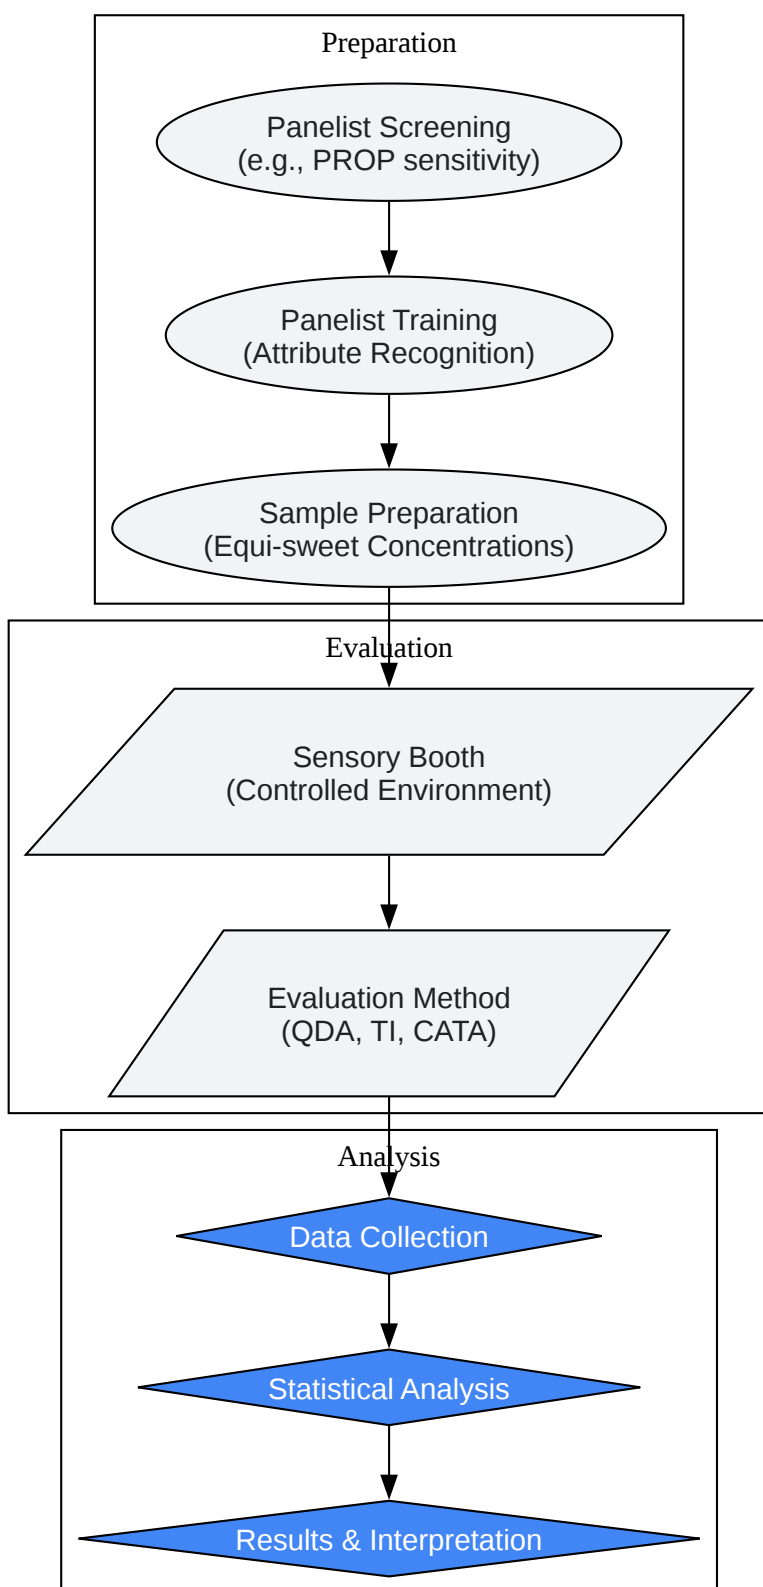 Preparation
Panelist Screening
(e.g., PROP sensitivity)
Panelist Training
(Attribute Recognition)
Sample Preparation
(Equi-sweet Concentrations)
Evaluation
Sensory Booth
(Controlled Environment)
Evaluation Method
(QDA, TI, CATA)
Analysis
Data Collection
Statistical Analysis
Results & Interpretation